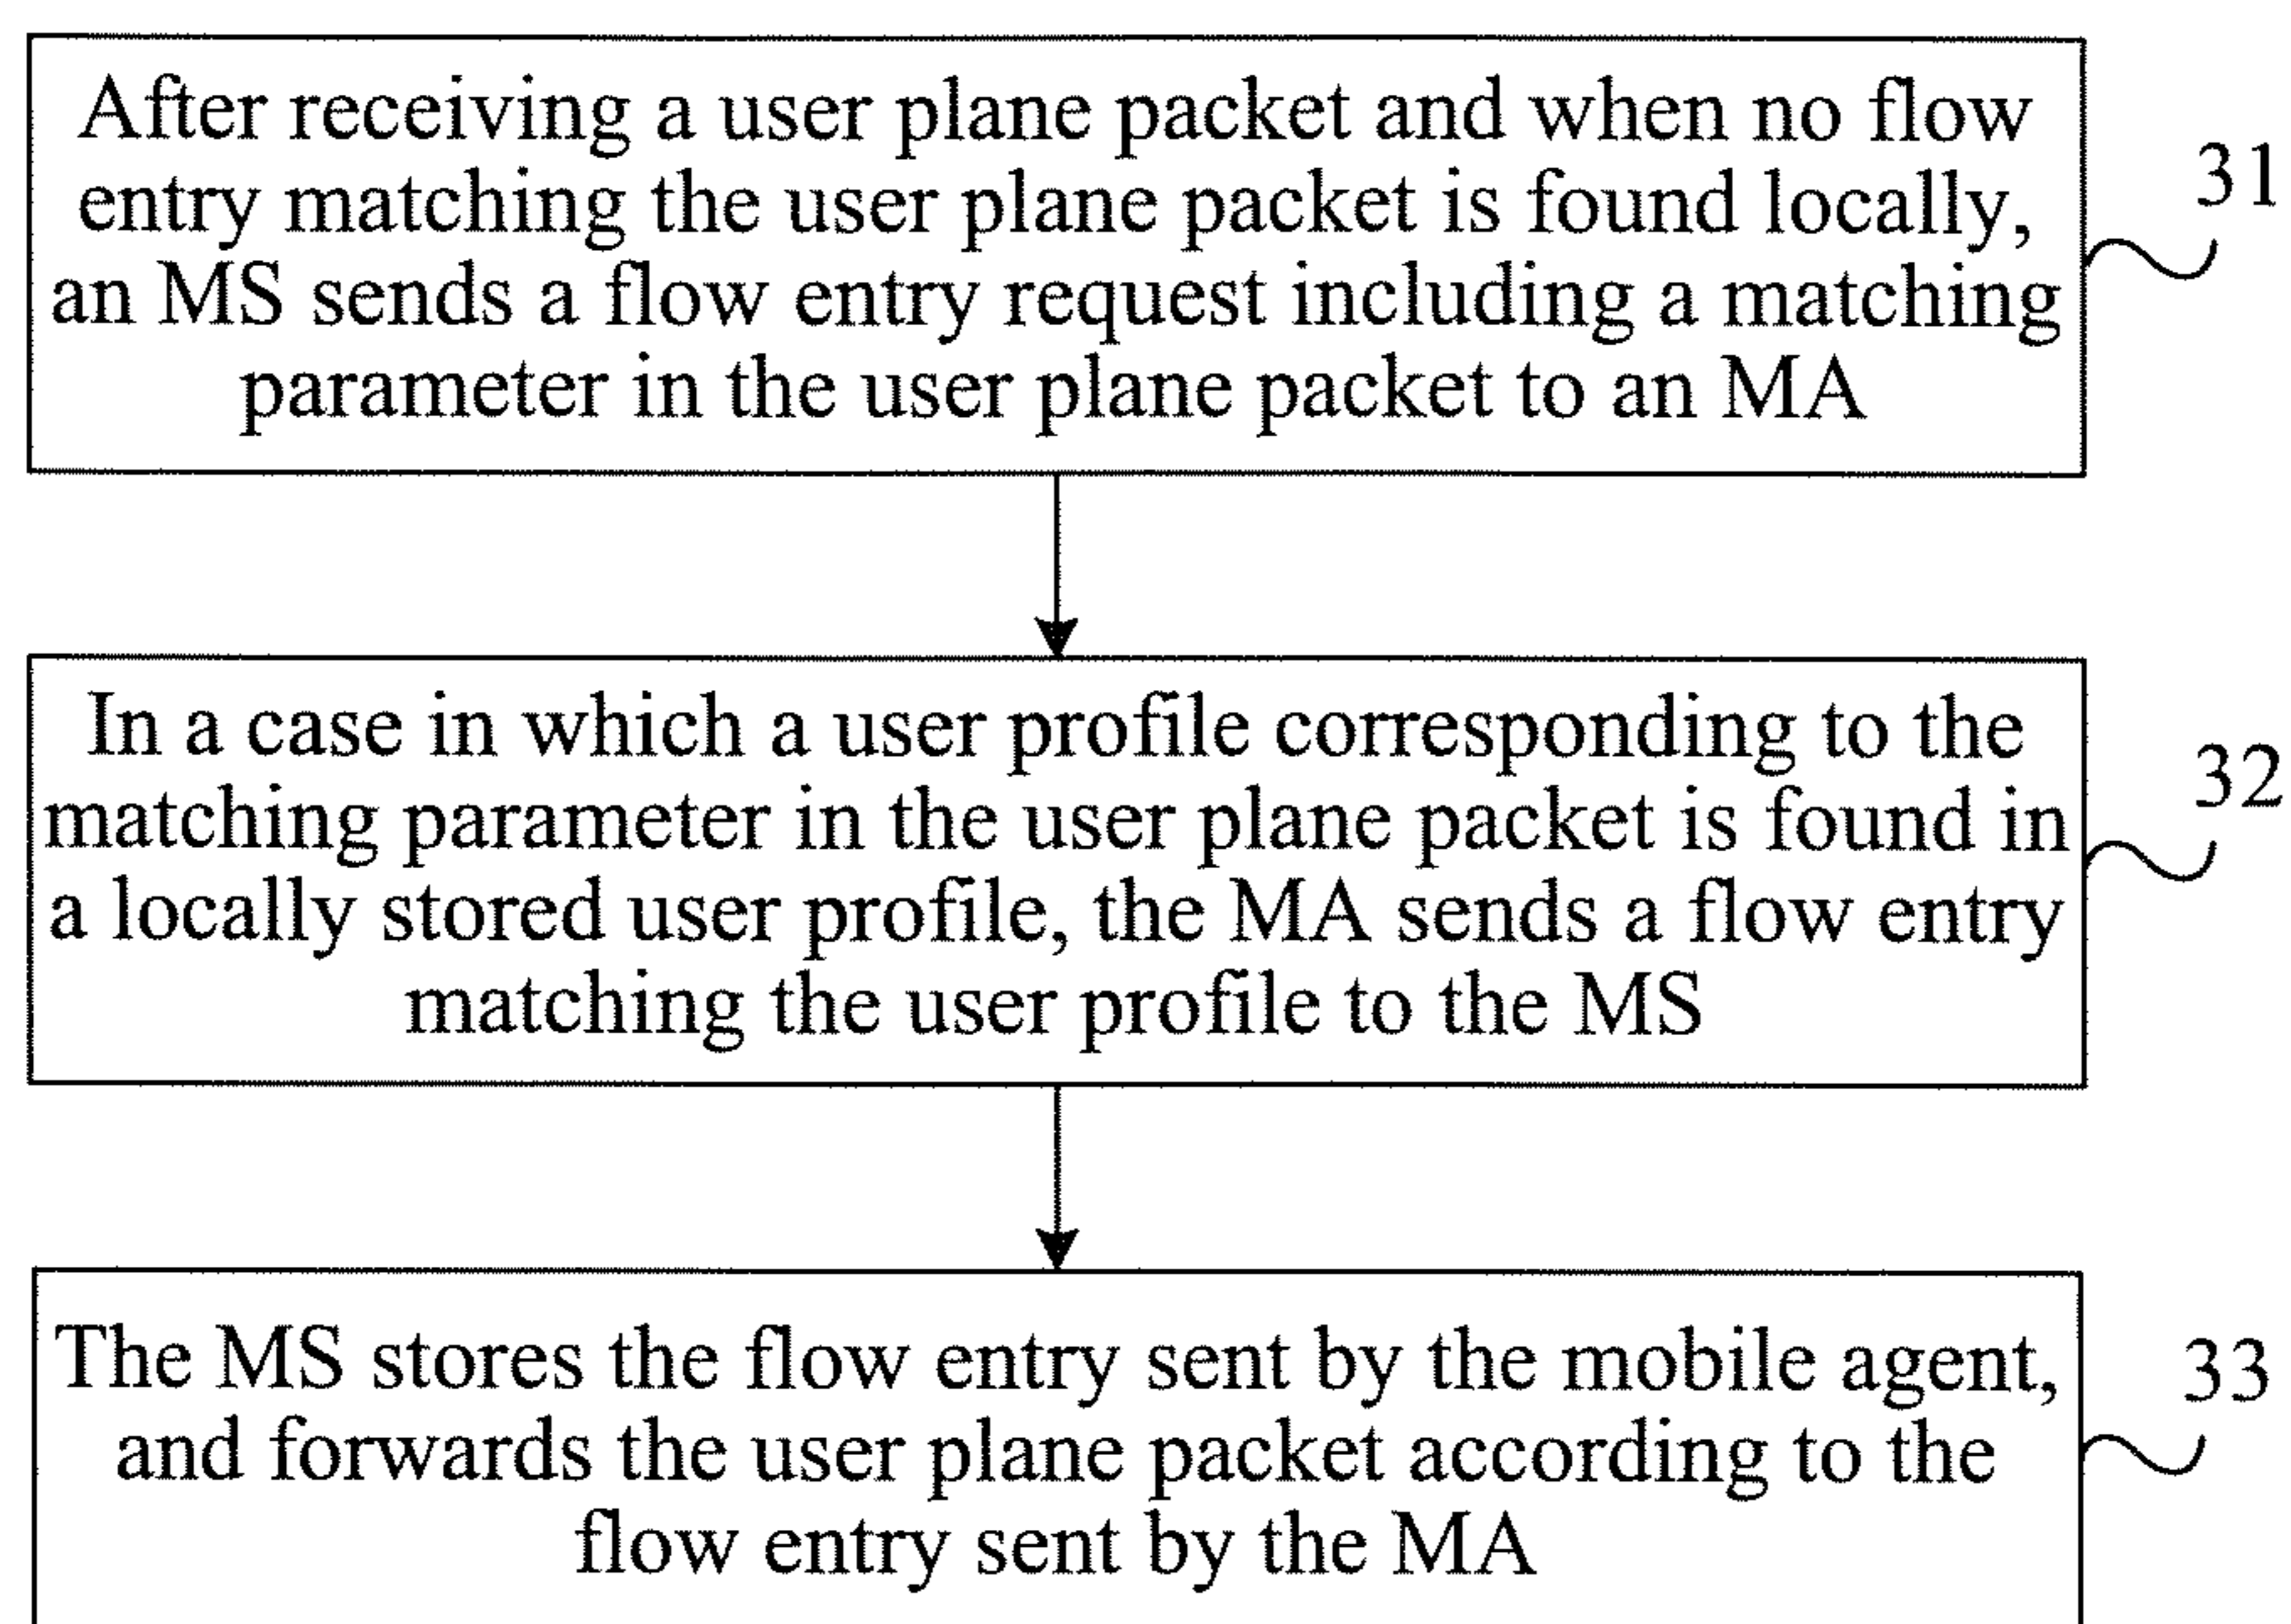 After receiving a user plane packet and when no flow
entry matching the user plane packet is found locally,
an MS sends a flow entry request including a matching
parameter in the user plane packet to an MA
31
In a case in which a user profile corresponding to the
matching parameter in the user plane packet is found in
a locally stored user profile, the MA sends a flow entry
matching the user profile to the MS
32
The MS stores the flow entry sent by the mobile agent,
and forwards the user plane packet according to the
flow entry sent by the MA
33